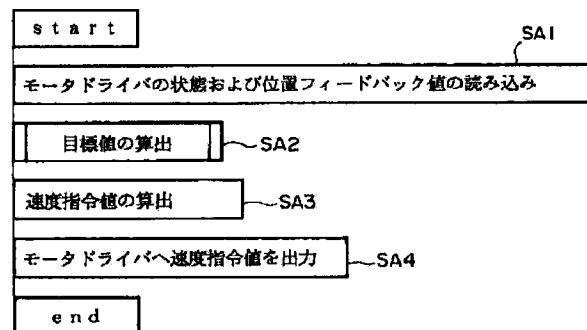 start
SA1
モータドライバの状態および位置フィードバック値の読み込み
目標値の算出 SA2
速度指令値の算出 SA3
モータドライバへ速度指令値を出力 SA4
end